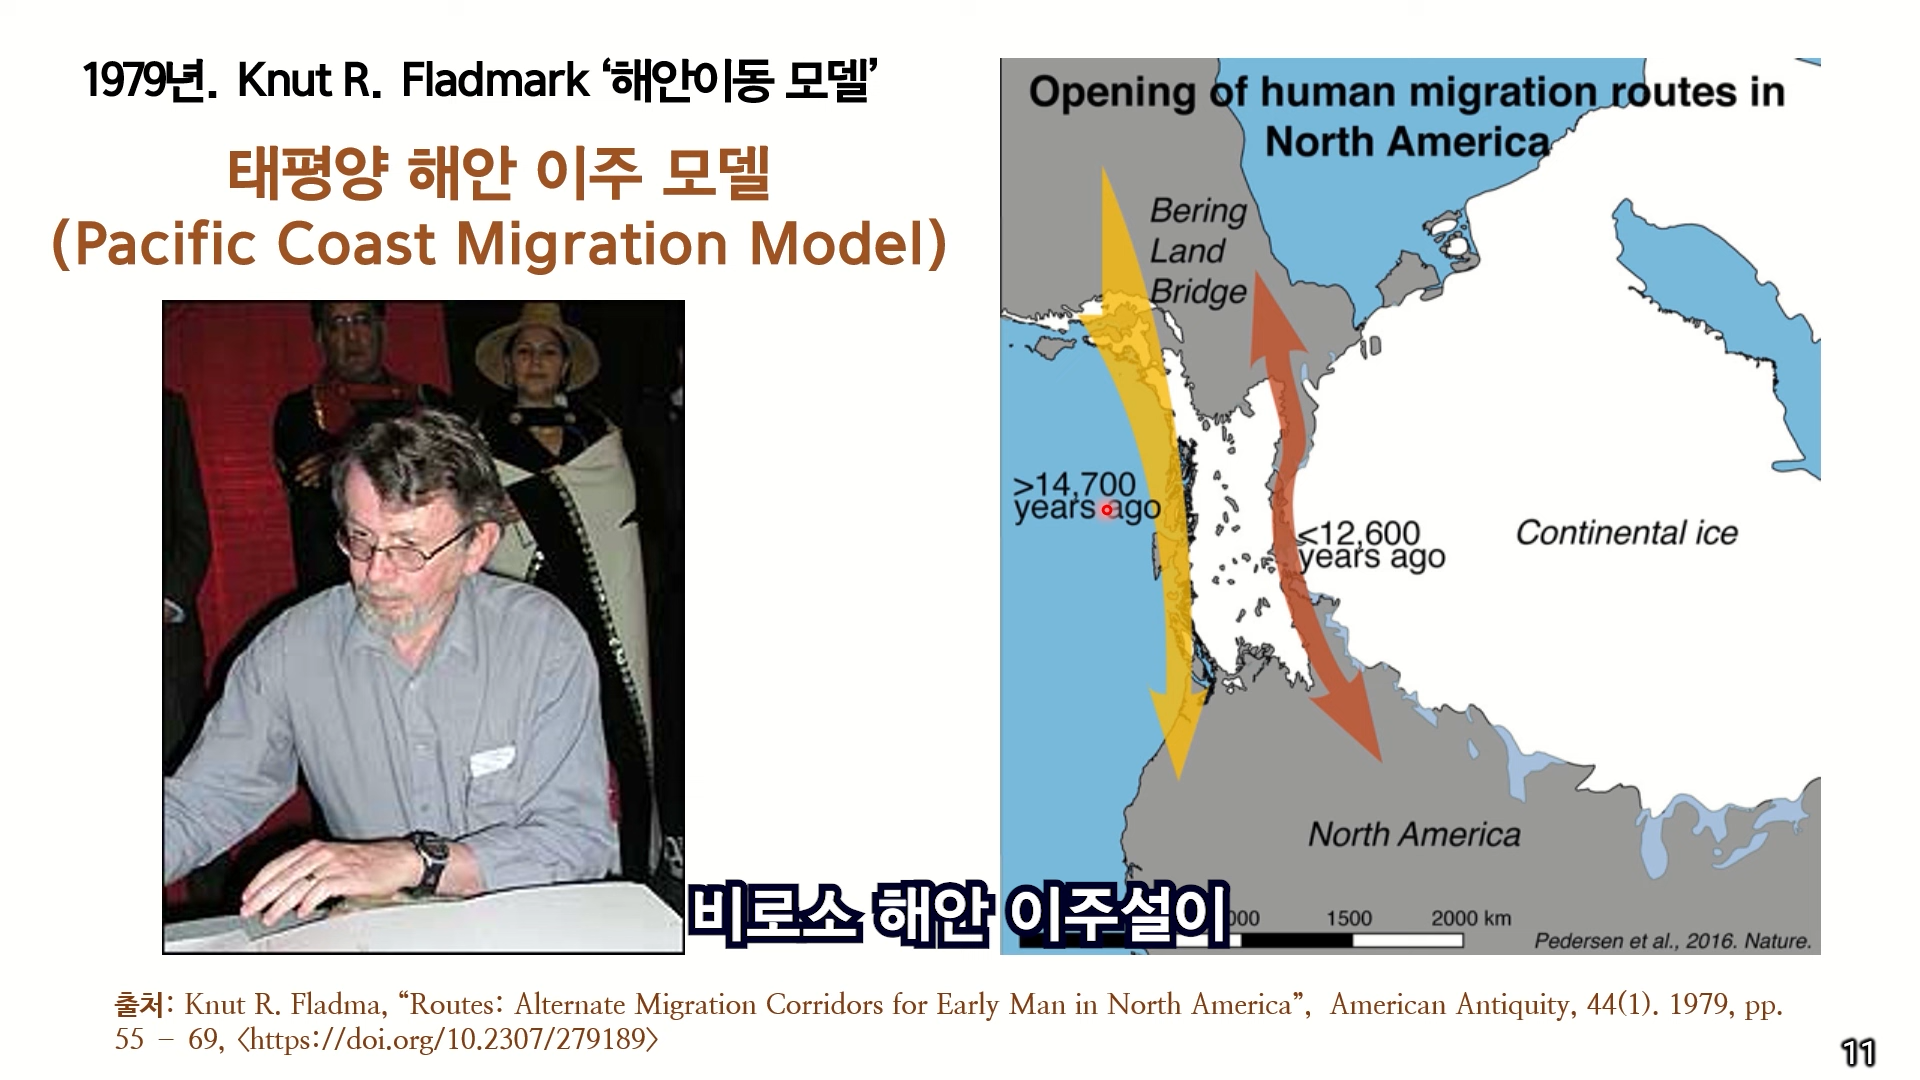 1979년. Knut R. Fladmark ‘해안이동 모델’
태평양 해안 이주 모델
(Pacific Coast Migration Model)
Opening of human migration routes in
North America
Bering
Land
Bridge
>14,700
years ago
<12,600
years ago
Continental ice
North America
1500 2000 km
Pedersen et al., 2016. Nature.
비로소 해안 이주설이
출처: Knut R. Fladma, “Routes: Alternate Migration Corridors for Early Man in North America”, American Antiquity, 44(1). 1979, pp.
55 – 69, <https://doi.org/10.2307/279189>
11